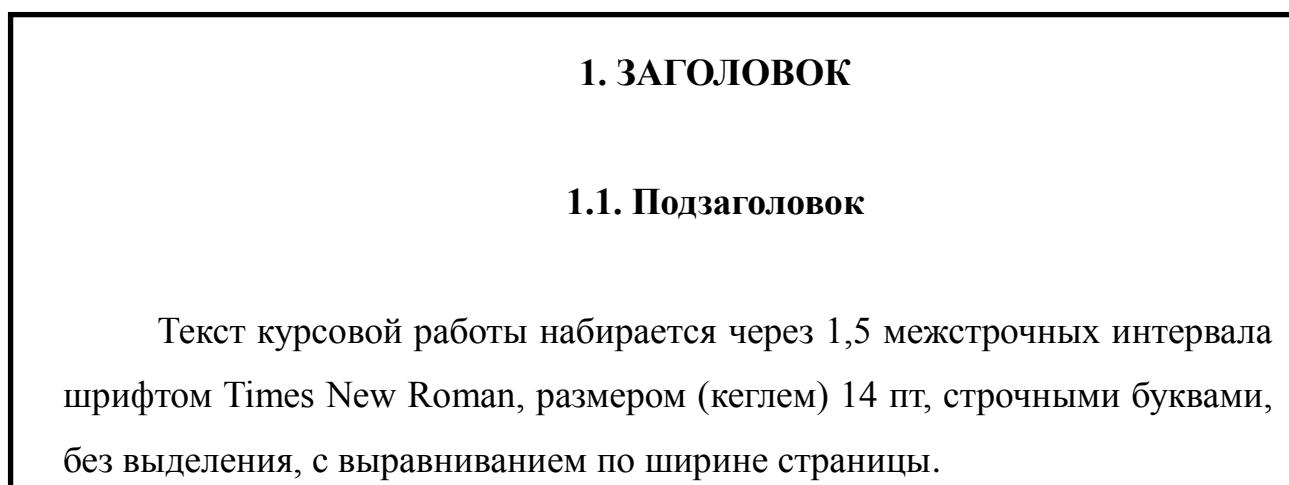 1. ЗАГОЛОВОК
1.1. Подзаголовок
Текст курсовой работы набирается через 1,5 межстрочных интервала
шрифтом Times New Roman, размером (кеглем) 14 пт, строчными буквами,
без выделения, с выравниванием по ширине страницы.